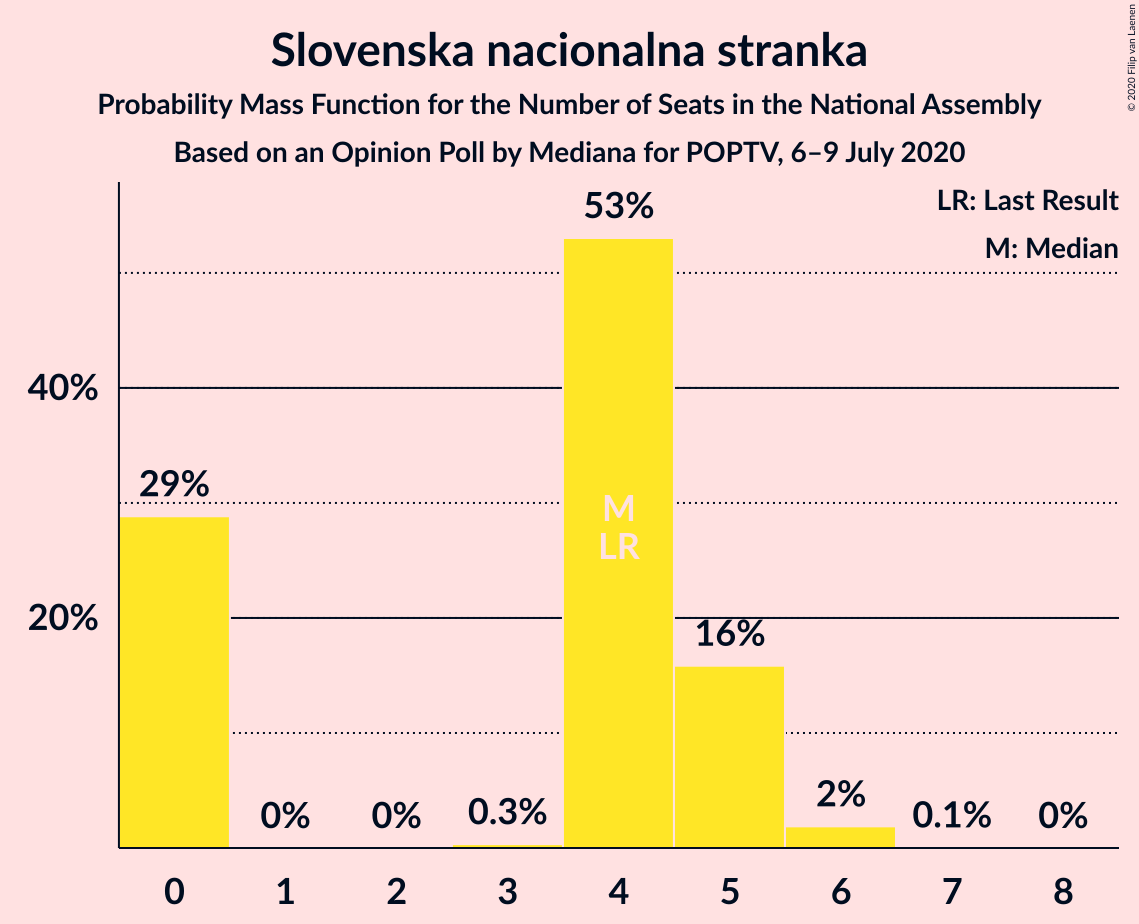 Slovenska nacionalna stranka
Probability Mass Function for the Number of Seats in the National Assembly
Based on an Opinion Poll by Mediana for POPTV, 6–9 July 2020
© 2020 Filip van Laenen
LR: Last Result
M: Median
40%
20%
29%
0%
0%
0.3%
53%
M
LR
16%
2%
0.1%
0%
0 1 2 3 4 5 6 7 8